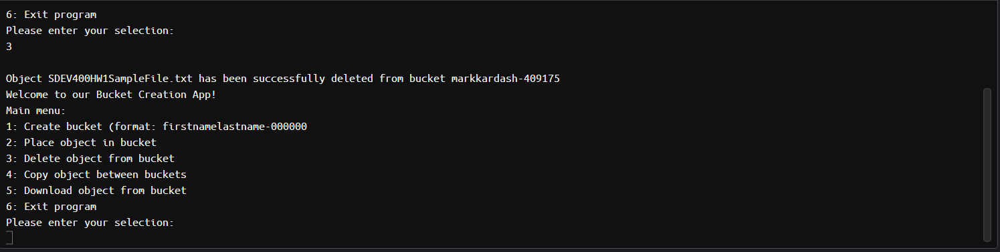 6: Exit program
Please enter your selection:
3
Object SDEV400HW1SampleFile.txt has been successfully deleted from bucket markkardash-409175
Welcome to our Bucket Creation App!
Main menu:
1: Create bucket (format: firstnamelastname-000000
2: Place object in bucket
3: Delete object from bucket
4: Copy object between buckets
5: Download object from bucket
6: Exit program
Please enter your selection: